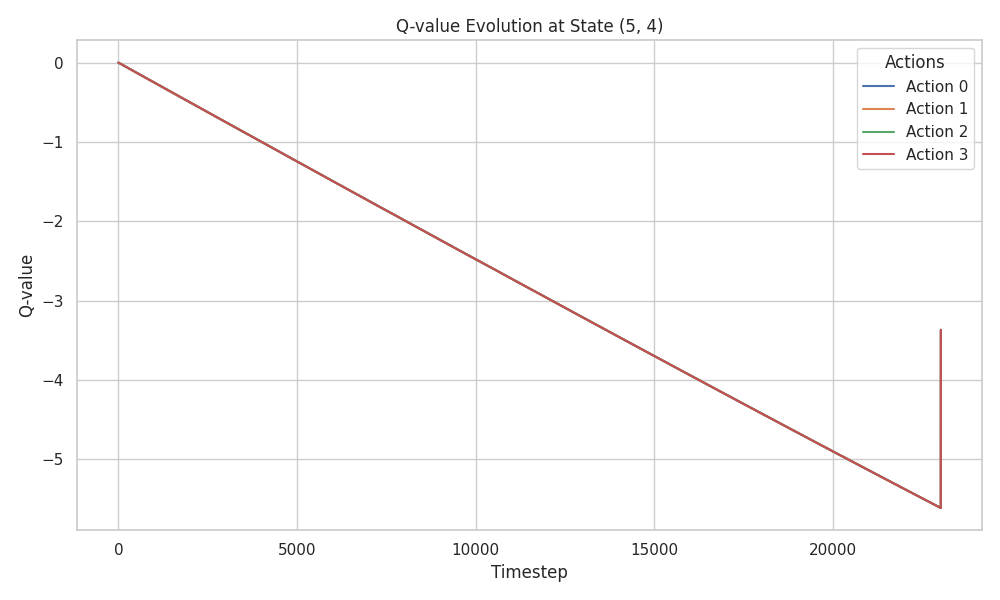 Q-value Evolution at State (5, 4)
Q-value
0
−1
−2
−3
−4
−5
Actions
Action 0
Action 1
Action 2
Action 3
0
5000
10000
15000
20000
Timestep